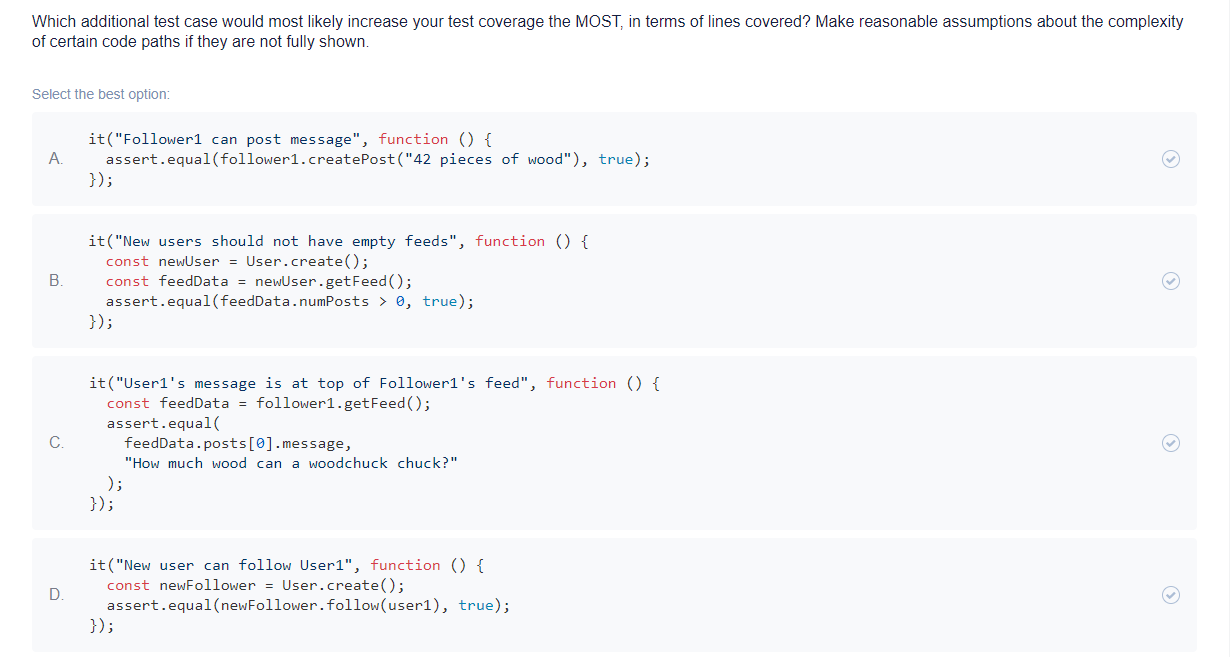 Which additional test case would most likely increase your test coverage the MOST, in terms of lines covered? Make reasonable assumptions about the complexity
of certain code paths if they are not fully shown.
Select the best option:
A.
it("Follower1 can post message", function () {
  assert.equal(follower1.createPost("42 pieces of wood"), true);
});
B.
it("New users should not have empty feeds", function () {
  const newUser = User.create();
  const feedData = newUser.getFeed();
  assert.equal(feedData.numPosts > 0, true);
});
C.
it("User1's message is at top of Follower1's feed", function () {
  const feedData = follower1.getFeed();
  assert.equal(
    feedData.posts[0].message,
    "How much wood can a woodchuck chuck?"
  );
});
D.
it("New user can follow User1", function () {
  const newFollower = User.create();
  assert.equal(newFollower.follow(user1), true);
});